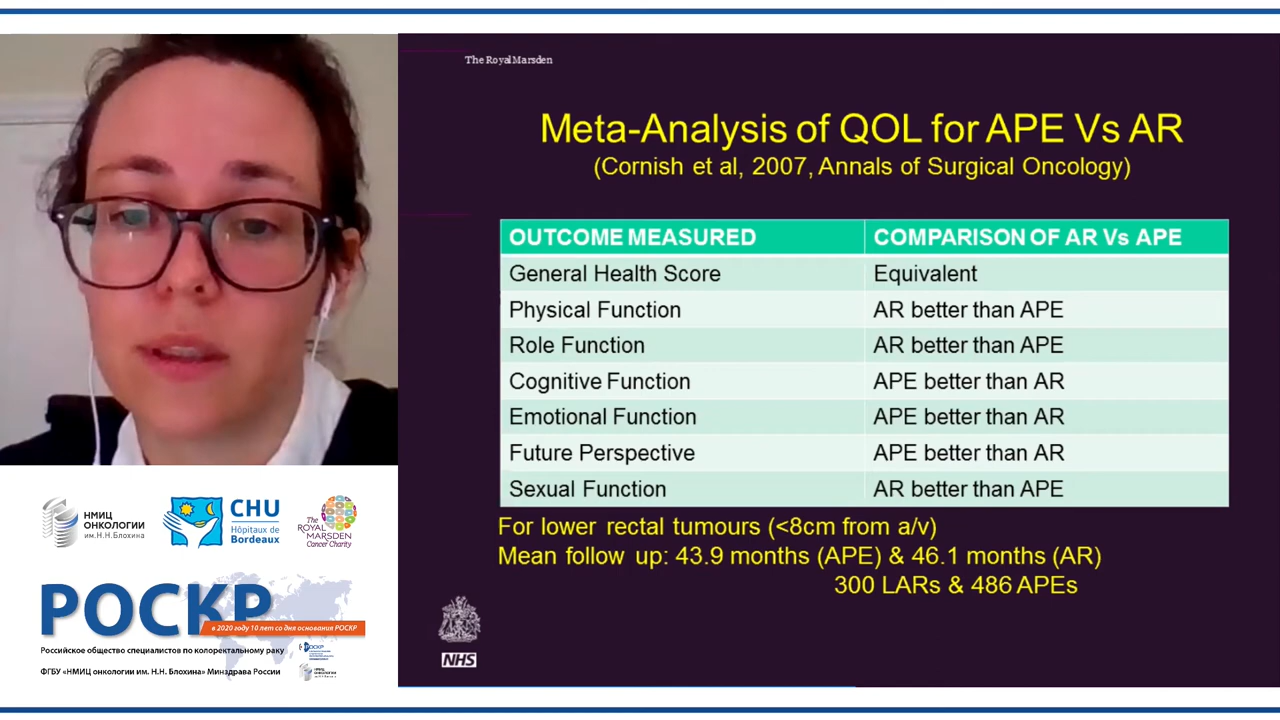 The Royal Marsden
Meta-Analysis of QOL for APE Vs AR
(Cornish et al, 2007, Annals of Surgical Oncology)
OUTCOME MEASURED COMPARISON OF AR Vs APE
General Health Score Equivalent
Physical Function AR better than APE
Role Function AR better than APE
Cognitive Function APE better than AR
Emotional Function APE better than AR
Future Perspective APE better than AR
Sexual Function AR better than APE
For lower rectal tumours (<8cm from a/v)
Mean follow up: 43.9 months (APE) & 46.1 months (AR)
300 LARs & 486 APEs
NHS
НМИЦ
ОНКОЛОГИИ
им.Н.Н.Блохина
CHU
Hôpitaux de
Bordeaux
The
ROYAL
MARSDEN
Cancer Charity
РОСКР
в 2020 году 10 лет со дня основания РОСКР
Российское общество специалистов по колоректальному раку
ФГБУ «НМИЦ онкологии им. Н.Н. Блохина» Минздрава России